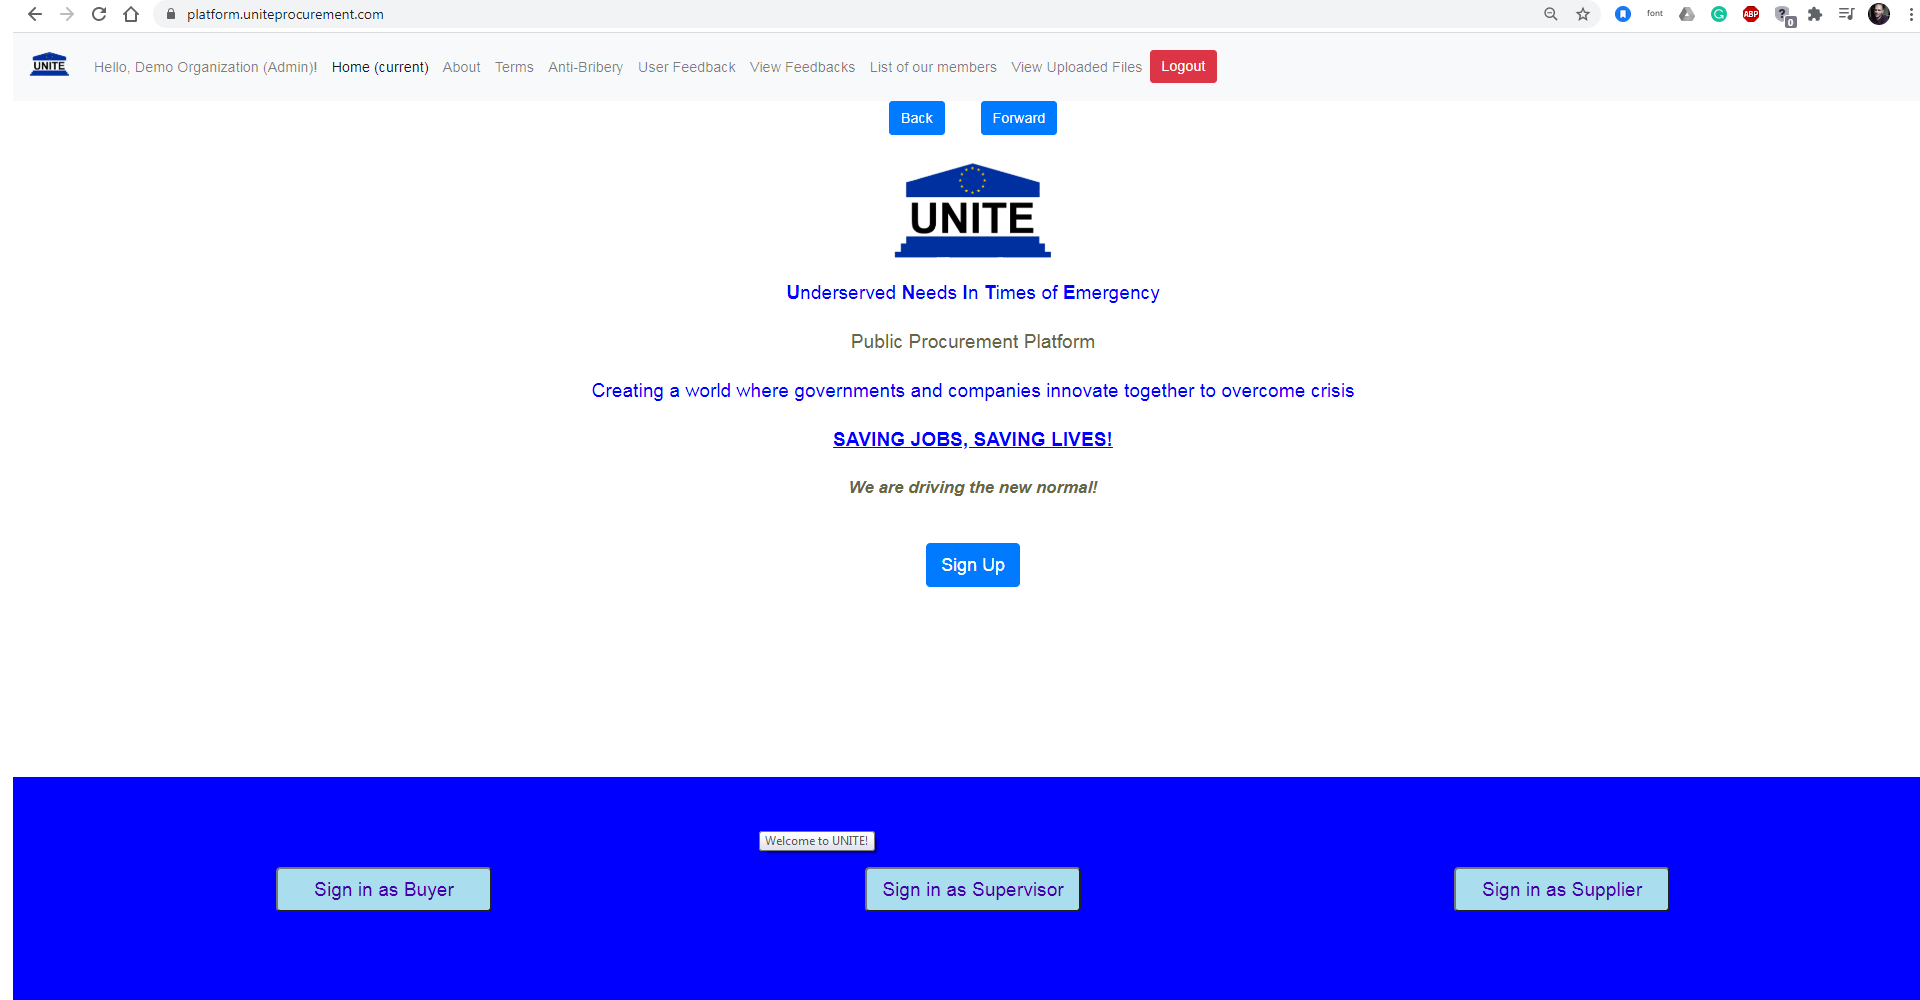 platform.uniteprocurement.com
font
ABP
0
UNITE
Hello, Demo Organization (Admin)! Home (current) About Terms Anti-Bribery User Feedback View Feedbacks List of our members View Uploaded Files Logout
Back Forward
UNITE
Underserved Needs In Times of Emergency
Public Procurement Platform
Creating a world where governments and companies innovate together to overcome crisis
SAVING JOBS, SAVING LIVES!
We are driving the new normal!
Sign Up
Welcome to UNITE!
Sign in as Buyer Sign in as Supervisor Sign in as Supplier